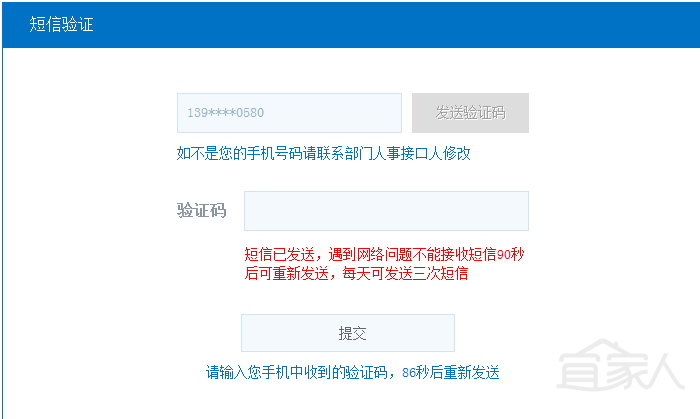 短信验证
139****0580
发送验证码
如不是您的手机号码请联系部门人事接口人修改
验证码
短信已发送，遇到网络问题不能接收短信90秒
后可重新发送，每天可发送三次短信
提交
请输入您手机中收到的验证码，86秒后重新发送
宜家人